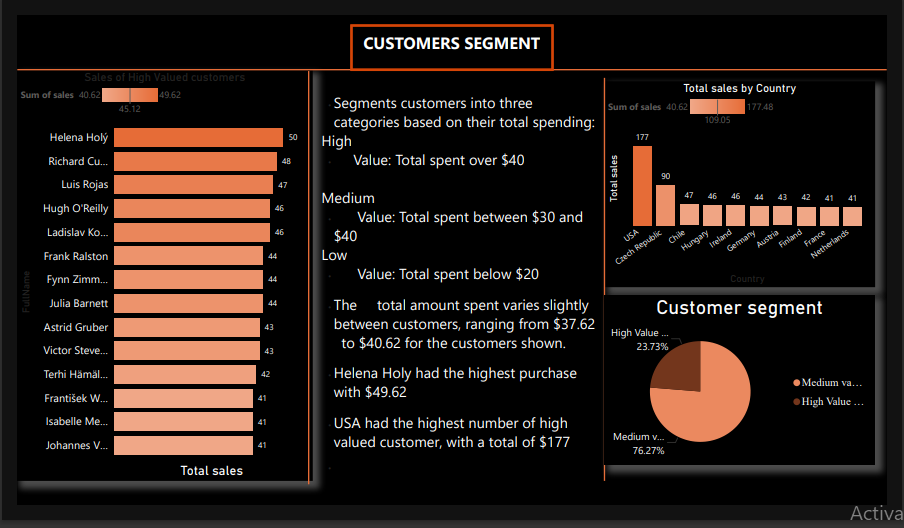 CUSTOMERS SEGMENT
Sales of High Valued customers
Sum of sales 40.62 49.62
45.12
Helena Holý 50
Richard Cu... 48
Luis Rojas 47
Hugh O'Reilly 46
Ladislav Ko... 46
Frank Ralston 44
Fynn Zimm... 44
Julia Barnett 44
Astrid Gruber 43
Victor Steve... 43
Terhi Hämäl... 42
František W... 41
Isabelle Me... 41
Johannes V... 41
FullName
Total sales
Segments customers into three
categories based on their total spending:
High
Value: Total spent over $40
Medium
Value: Total spent between $30 and
$40
Low
Value: Total spent below $20
The total amount spent varies slightly
between customers, ranging from $37.62
to $40.62 for the customers shown.
Helena Holy had the highest purchase
with $49.62
USA had the highest number of high
valued customer, with a total of $177
Total sales by Country
Sum of sales 40.62 177.48
109.05
Total sales
177
90
47
46
46
44
43
42
41
41
USA
Czech Republic
Chile
Hungary
Ireland
Germany
Austria
Finland
France
Netherlands
Country
Customer segment
High Value ...
23.73%
Medium va...
High Value ...
Medium v...
76.27%
Activa